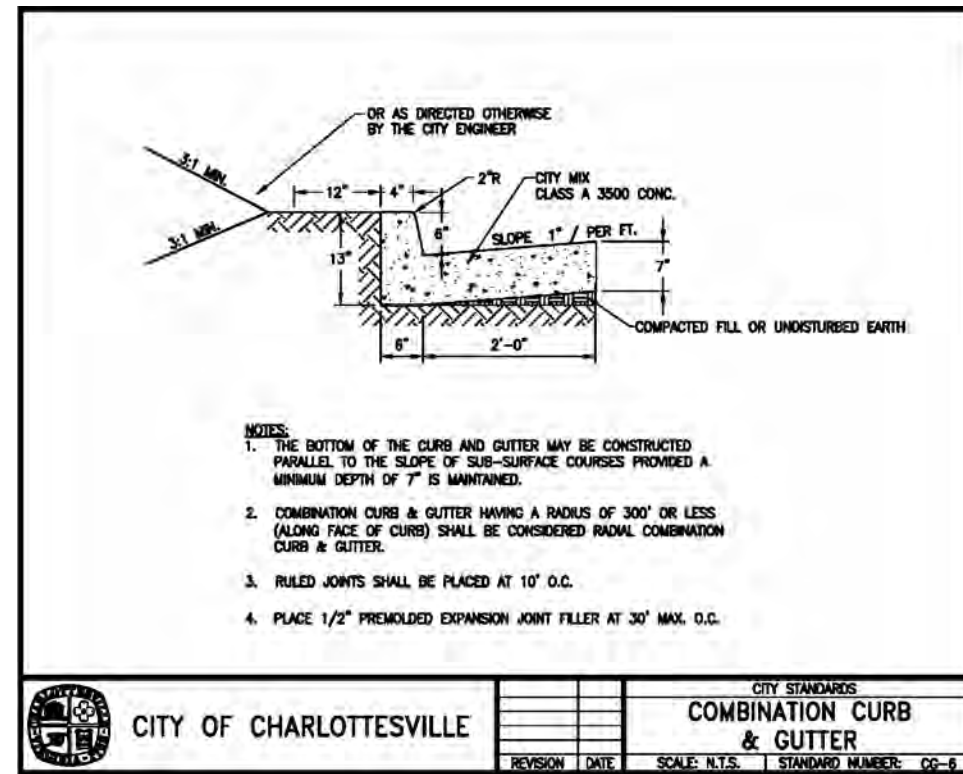 OR AS DIRECTED OTHERWISE
BY THE CITY ENGINEER
3:1 MIN.
3:1 MIN.
12"
4"
2"R
CITY MIX
CLASS A 3500 CONC.
6"
SLOPE 1" / PER FT.
13"
7"
COMPACTED FILL OR UNDISTURBED EARTH
6"
2'-0"
NOTES:
1. THE BOTTOM OF THE CURB AND GUTTER MAY BE CONSTRUCTED
PARALLEL TO THE SLOPE OF SUB-SURFACE COURSES PROVIDED A
MINIMUM DEPTH OF 7" IS MAINTAINED.
2. COMBINATION CURB & GUTTER HAVING A RADIUS OF 300' OR LESS
(ALONG FACE OF CURB) SHALL BE CONSIDERED RADIAL COMBINATION
CURB & GUTTER.
3. RULED JOINTS SHALL BE PLACED AT 10' O.C.
4. PLACE 1/2" PREMOLDED EXPANSION JOINT FILLER AT 30' MAX. O.C.
CITY OF CHARLOTTESVILLE
REVISION DATE
CITY STANDARDS
COMBINATION CURB
& GUTTER
SCALE: N.T.S. STANDARD NUMBER: CG-6